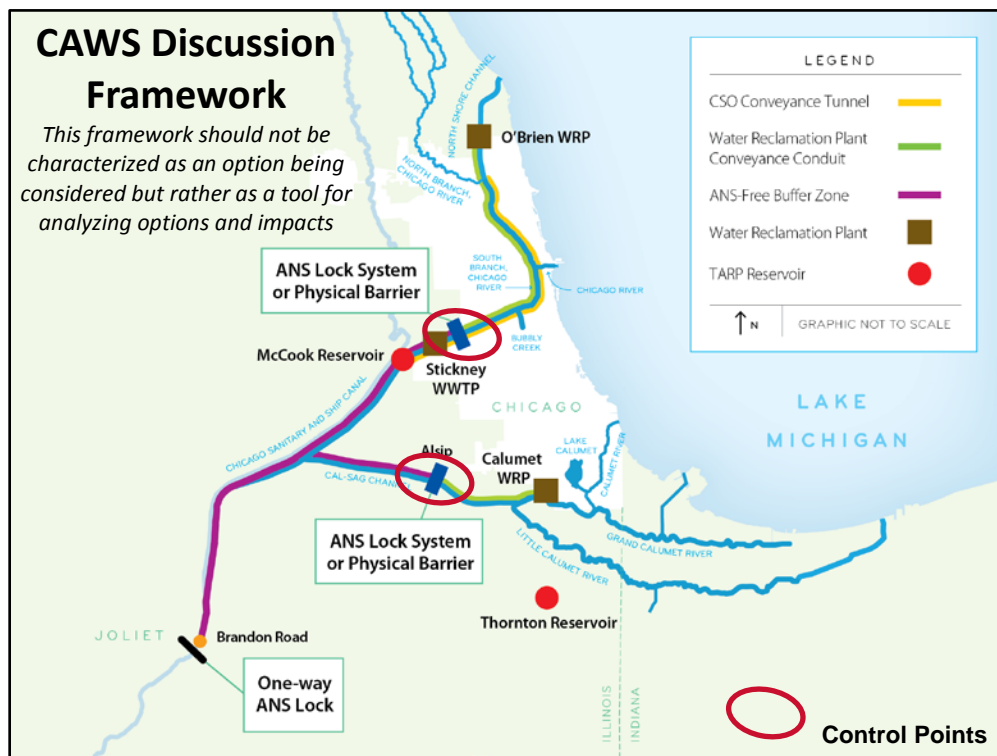 CAWS Discussion
Framework
This framework should not be
characterized as an option being
considered but rather as a tool for
analyzing options and impacts
LEGEND
CSO Conveyance Tunnel
Water Reclamation Plant
Conveyance Conduit
ANS-Free Buffer Zone
Water Reclamation Plant
TARP Reservoir
N
GRAPHIC NOT TO SCALE
NORTH SHORE CHANNEL
O'Brien WRP
NORTH BRANCH,
CHICAGO RIVER
ANS Lock System
or Physical Barrier
SOUTH BRANCH,
CHICAGO
RIVER
CHICAGO RIVER
BUBBLY
CREEK
McCook Reservoir
Stickney
WWTP
CHICAGO
LAKE
MICHIGAN
CHICAGO SANITARY AND SHIP CANAL
Alsip
CAL-SAG CHANNEL
Calumet
WRP
LAKE
CALUMET
CALUMET RIVER
ANS Lock System
or Physical Barrier
GRAND CALUMET RIVER
LITTLE CALUMET RIVER
Thornton Reservoir
JOLIET
Brandon Road
One-way
ANS Lock
ILLINOIS
INDIANA
Control Points